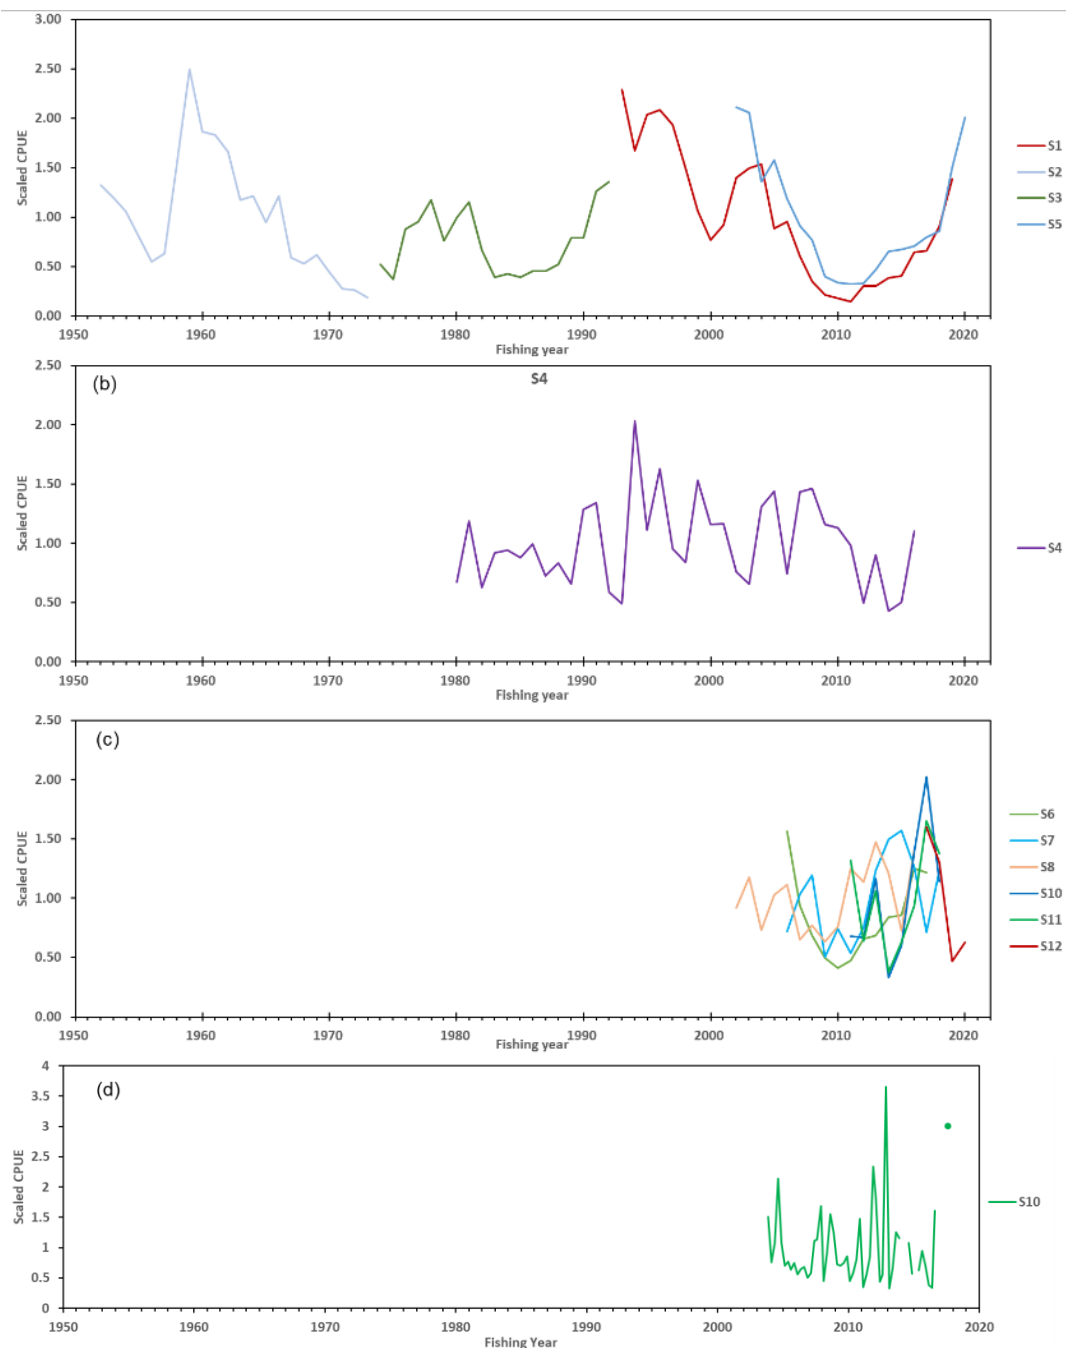 3.00
2.50
2.00
1.50
1.00
0.50
0.00
Scaled CPUE
1950 1960 1970 1980 1990 2000 2010 2020
Fishing year
S1
S2
S3
S5
(b)
S4
2.50
2.00
1.50
1.00
0.50
0.00
Scaled CPUE
1950 1960 1970 1980 1990 2000 2010 2020
Fishing year
S4
(c)
2.50
2.00
1.50
1.00
0.50
0.00
Scaled CPUE
1950 1960 1970 1980 1990 2000 2010 2020
Fishing year
S6
S7
S8
S10
S11
S12
(d)
4
3.5
3
2.5
2
1.5
1
0.5
0
Scaled CPUE
1950 1960 1970 1980 1990 2000 2010 2020
Fishing Year
S10